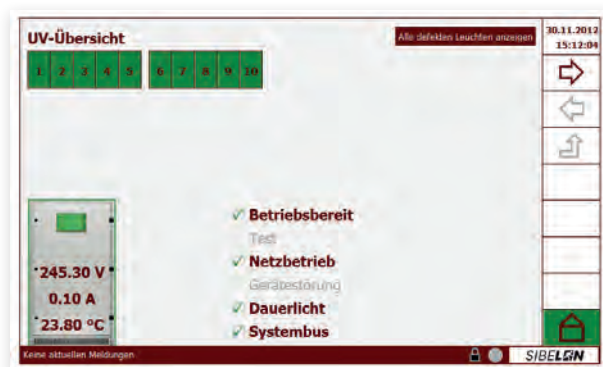 UV-Übersicht
Alle defekten Leuchten anzeigen
30.11.2012
15:12:04
1 2 3 4 5 6 7 8 9 10
Betriebsbereit
Test
Netzbetrieb
Gerätestörung
Dauerlicht
Systembus
245.30 V
0.10 A
23.80 °C
Keine aktuellen Meldungen
SIBELON